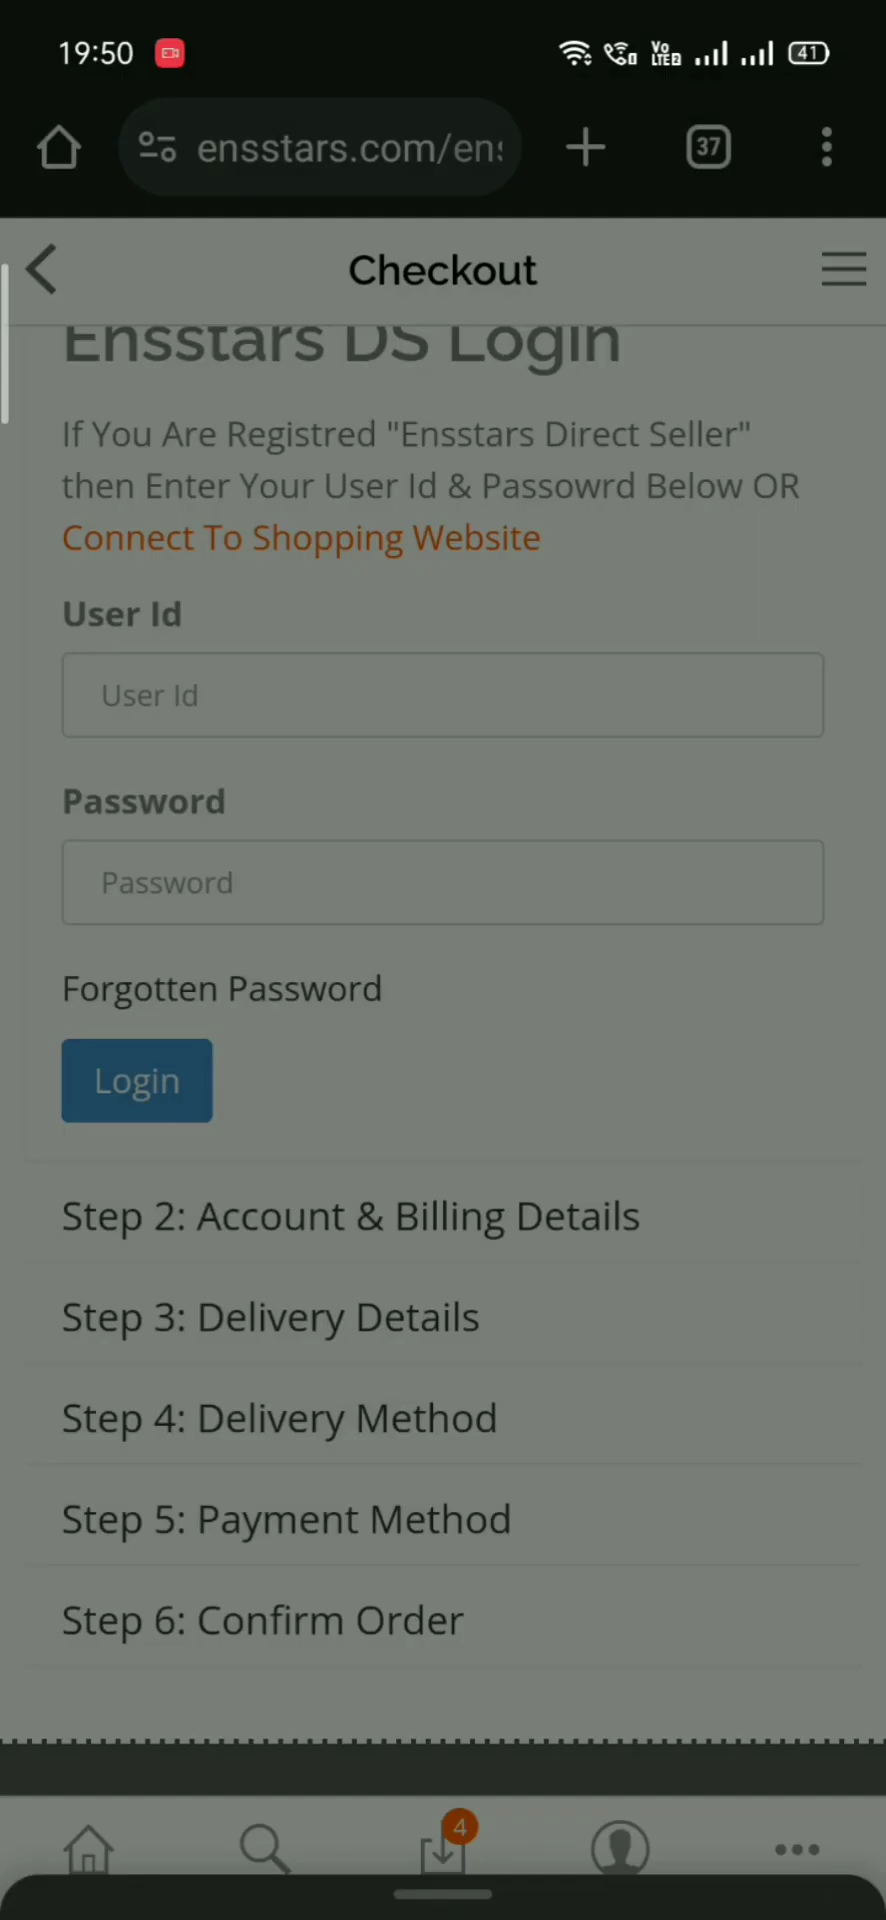 19:50
Vo
LTE2
41
ensstars.com/en
37
Checkout
Ensstars DS Login
If You Are Registred "Ensstars Direct Seller"
then Enter Your User Id & Passowrd Below OR
Connect To Shopping Website
User Id
User Id
Password
Password
Forgotten Password
Login
Step 2: Account & Billing Details
Step 3: Delivery Details
Step 4: Delivery Method
Step 5: Payment Method
Step 6: Confirm Order
4